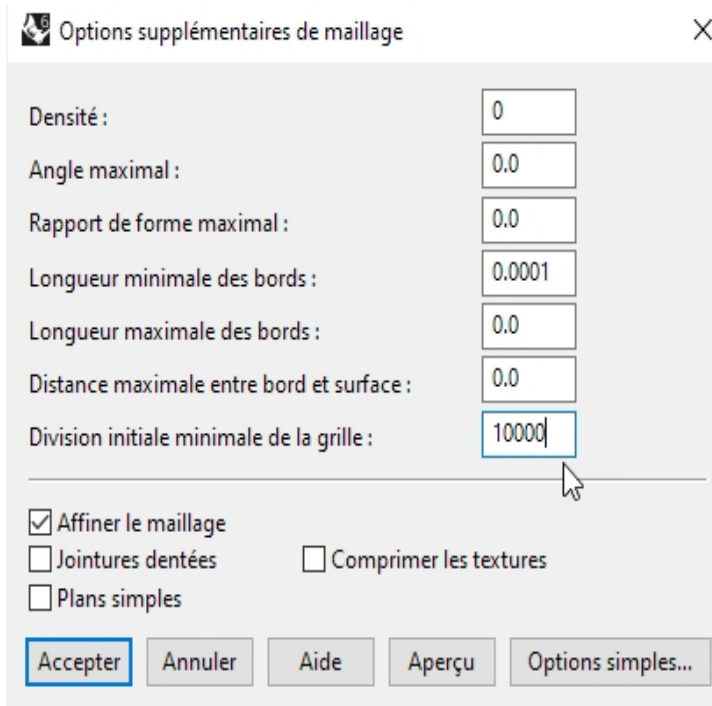 6
Options supplémentaires de maillage
Densité : 0
Angle maximal : 0.0
Rapport de forme maximal : 0.0
Longueur minimale des bords : 0.0001
Longueur maximale des bords : 0.0
Distance maximale entre bord et surface : 0.0
Division initiale minimale de la grille : 10000
Affiner le maillage
Jointures dentées Comprimer les textures
Plans simples
Accepter Annuler Aide Aperçu Options simples...